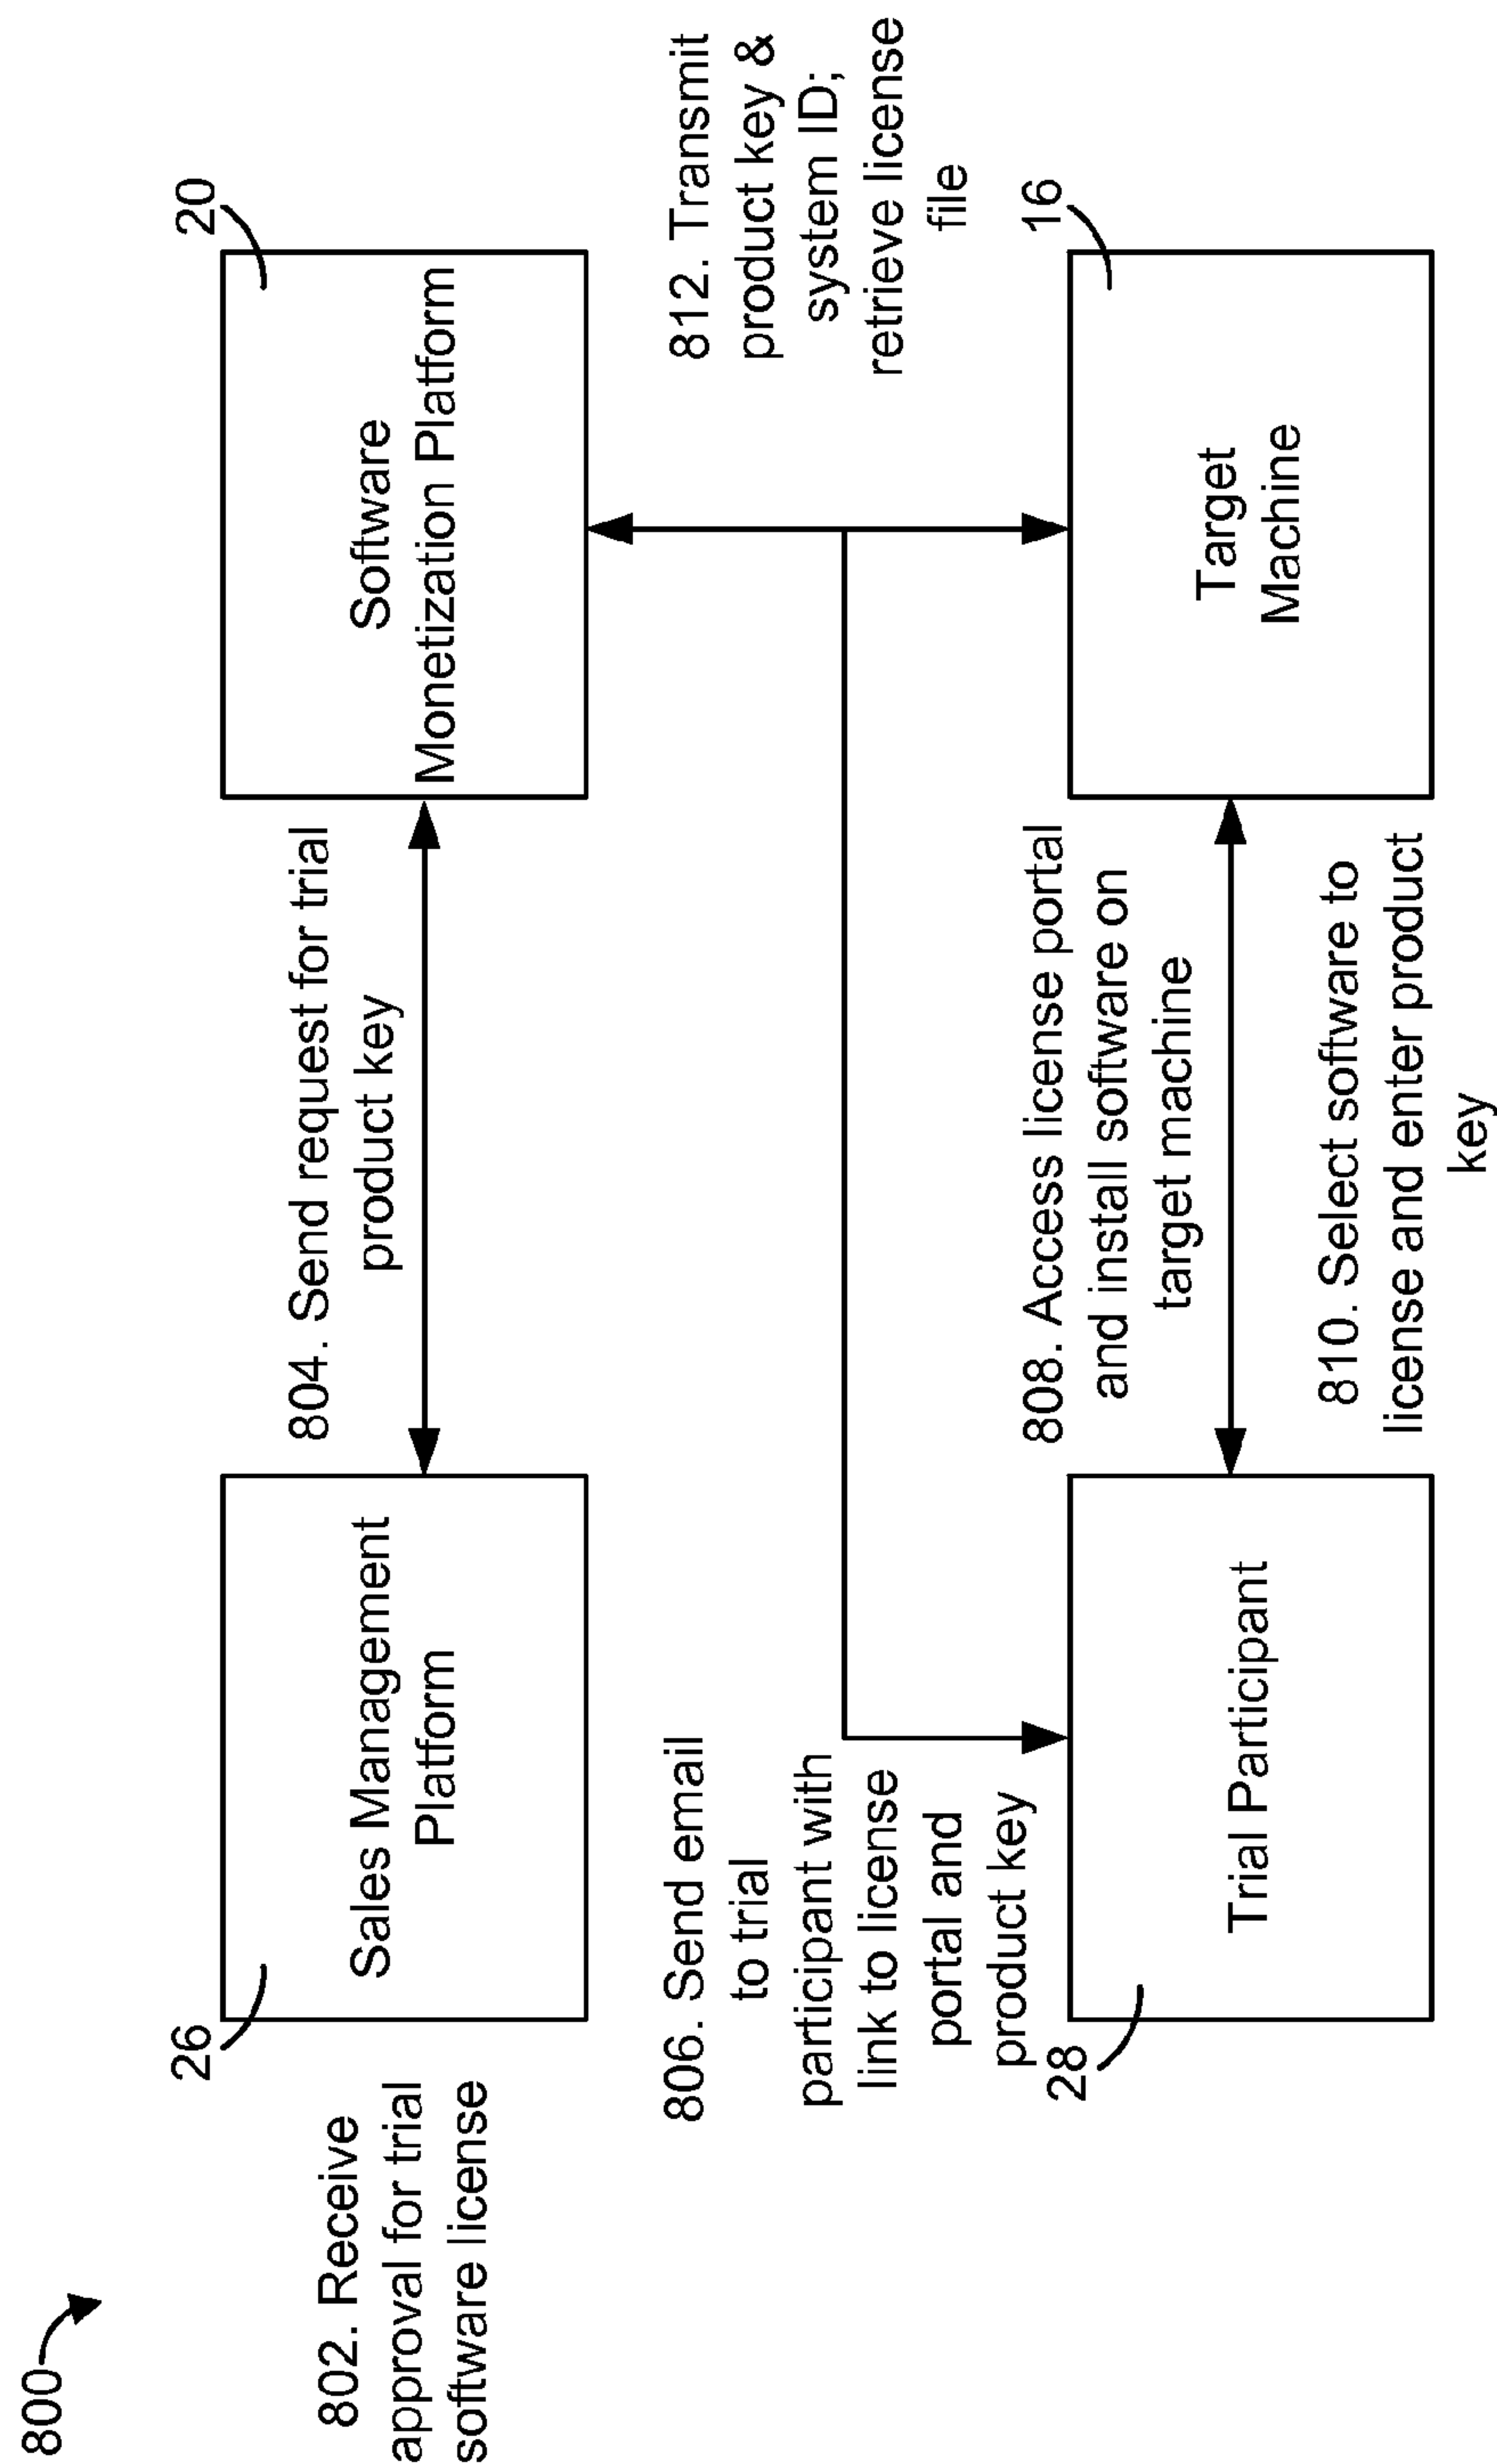 800
802. Receive
approval for trial
software license
26
Sales Management
Platform
804. Send request for trial
product key
20
Software
Monetization Platform
806. Send email
to trial
participant with
link to license
portal and
product key
812. Transmit
product key &
system ID;
retrieve license
file
28
Trial Participant
808. Access license portal
and install software on
target machine
810. Select software to
license and enter product
key
16
Target
Machine